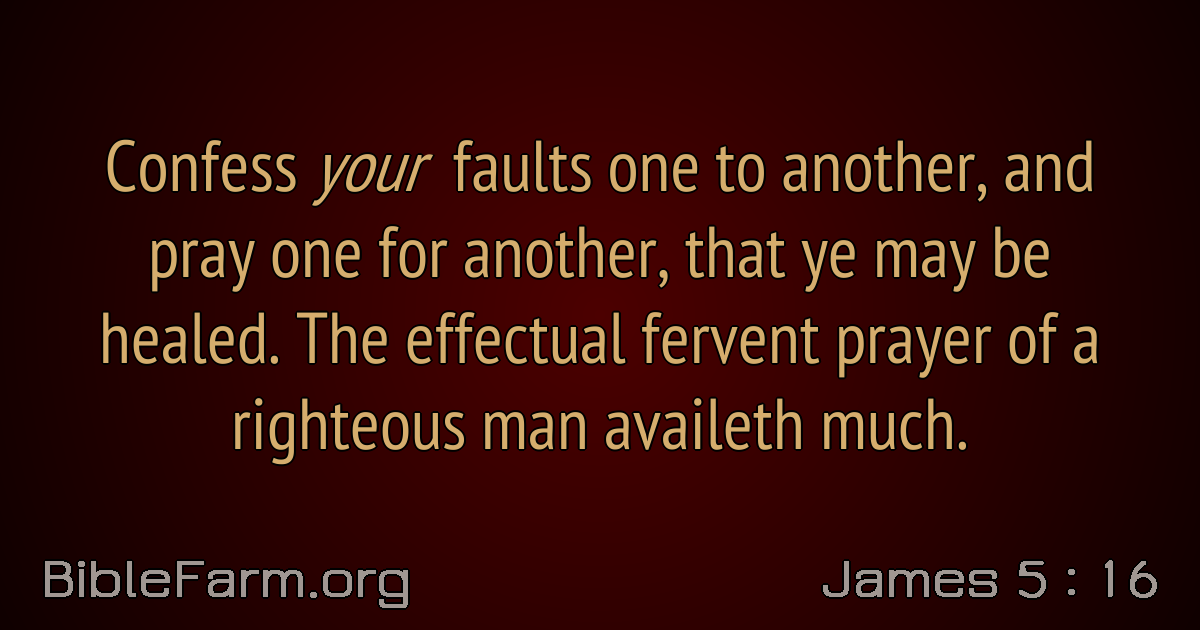 Confess your faults one to another, and
pray one for another, that ye may be
healed. The effectual fervent prayer of a
righteous man availeth much.
BibleFarm.org
James 5 : 16